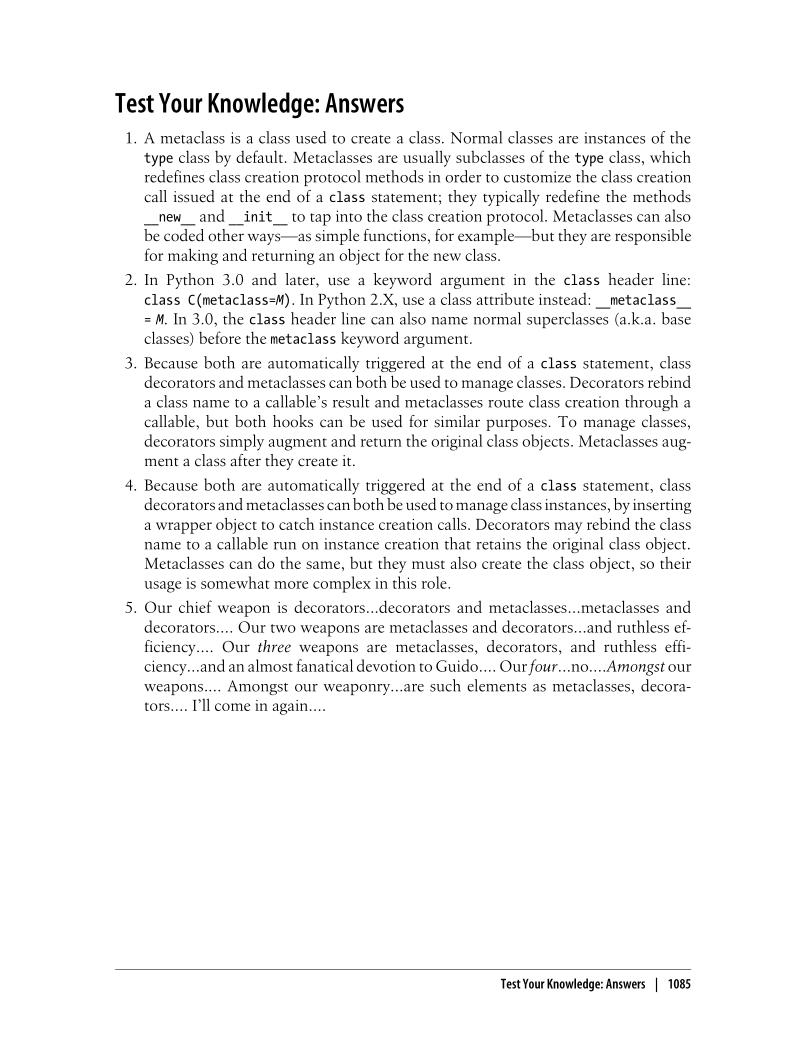 Test Your Knowledge: Answers
1. A metaclass is a class used to create a class. Normal classes are instances of the
type class by default. Metaclasses are usually subclasses of the type class, which
redefines class creation protocol methods in order to customize the class creation
call issued at the end of a class statement; they typically redefine the methods
__new__ and __init__ to tap into the class creation protocol. Metaclasses can also
be coded other ways—as simple functions, for example—but they are responsible
for making and returning an object for the new class.
2. In Python 3.0 and later, use a keyword argument in the class header line:
class C(metaclass=M). In Python 2.X, use a class attribute instead: __metaclass__
= M. In 3.0, the class header line can also name normal superclasses (a.k.a. base
classes) before the metaclass keyword argument.
3. Because both are automatically triggered at the end of a class statement, class
decorators and metaclasses can both be used to manage classes. Decorators rebind
a class name to a callable's result and metaclasses route class creation through a
callable, but both hooks can be used for similar purposes. To manage classes,
decorators simply augment and return the original class objects. Metaclasses aug-
ment a class after they create it.
4. Because both are automatically triggered at the end of a class statement, class
decorators and metaclasses can both be used to manage class instances, by inserting
a wrapper object to catch instance creation calls. Decorators may rebind the class
name to a callable run on instance creation that retains the original class object.
Metaclasses can do the same, but they must also create the class object, so their
usage is somewhat more complex in this role.
5. Our chief weapon is decorators...decorators and metaclasses...metaclasses and
decorators.... Our two weapons are metaclasses and decorators...and ruthless ef-
ficiency.... Our three weapons are metaclasses, decorators, and ruthless effi-
ciency...and an almost fanatical devotion to Guido.... Our four...no....Amongst our
weapons.... Amongst our weaponry...are such elements as metaclasses, decora-
tors.... I'll come in again....
Test Your Knowledge: Answers | 1085